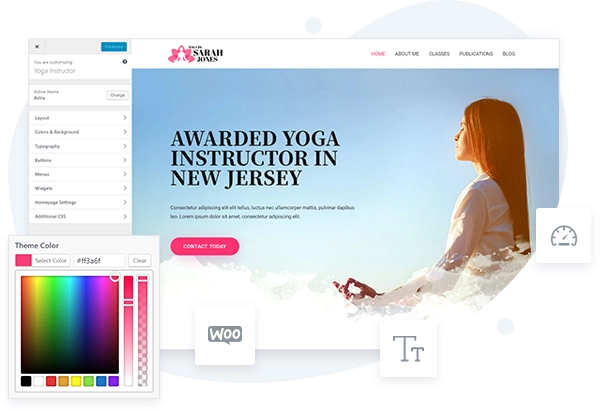 Published
You are customizing
Yoga Instructor
Active theme
Astra
Change
Layout
Colors & Background
Typography
Buttons
Menus
Widgets
Homepage Settings
Additional CSS
YOGA BY
SARAH
JONES
HOME ABOUT ME CLASSES PUBLICATIONS BLOG
AWARDED YOGA
INSTRUCTOR IN
NEW JERSEY
Consectetur adipiscing elit elit tellus, luctus nec ullamcorper mattis, pulvinar dapibus
leo. Lorem ipsum dolor sit amet, consectetur adipiscing.
CONTACT TODAY
Theme Color
Select Color #ff3a6f Clear
WOO
TT